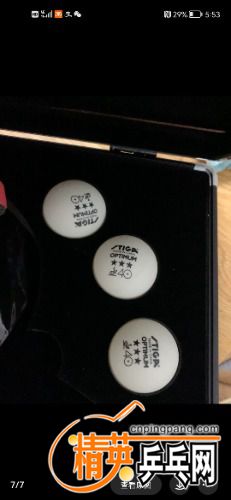 29% 5:53
STIGA
OPTIMUM
★★★
40
STIGA
OPTIMUM
★★★
40
STIGA
OPTIMUM
★★★
40
cnpingpang.com
精英乒乓网
7/7